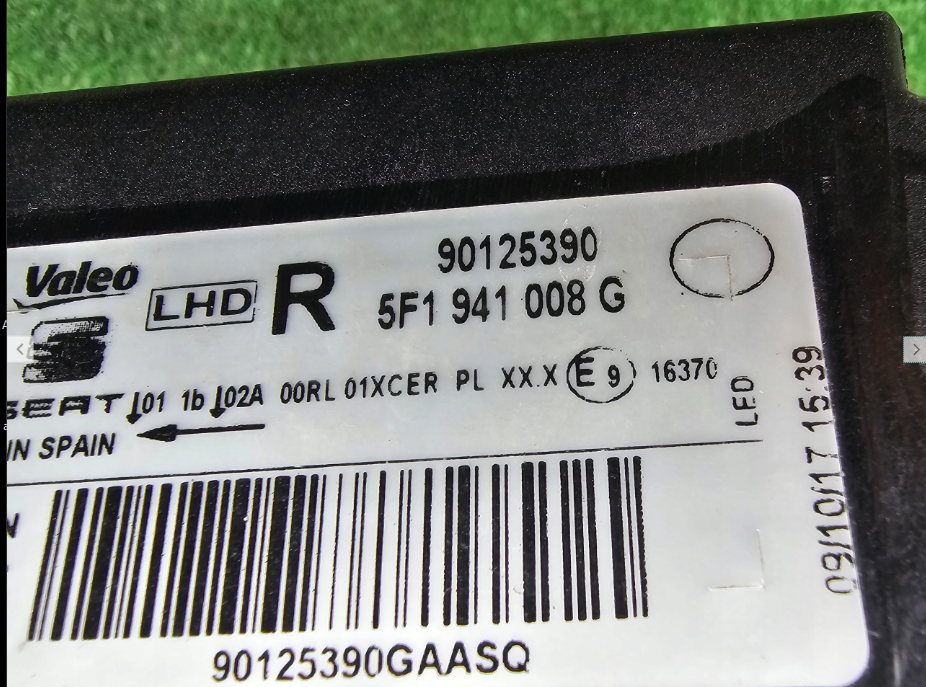 Valeo
LHD R
90125390
5F1 941 008 G
SEAT
01 1b 02A 00RL 01XCER PL XX.X E 9 16370
LED
IN SPAIN
09/10/17 15:39
N
90125390GAASQ